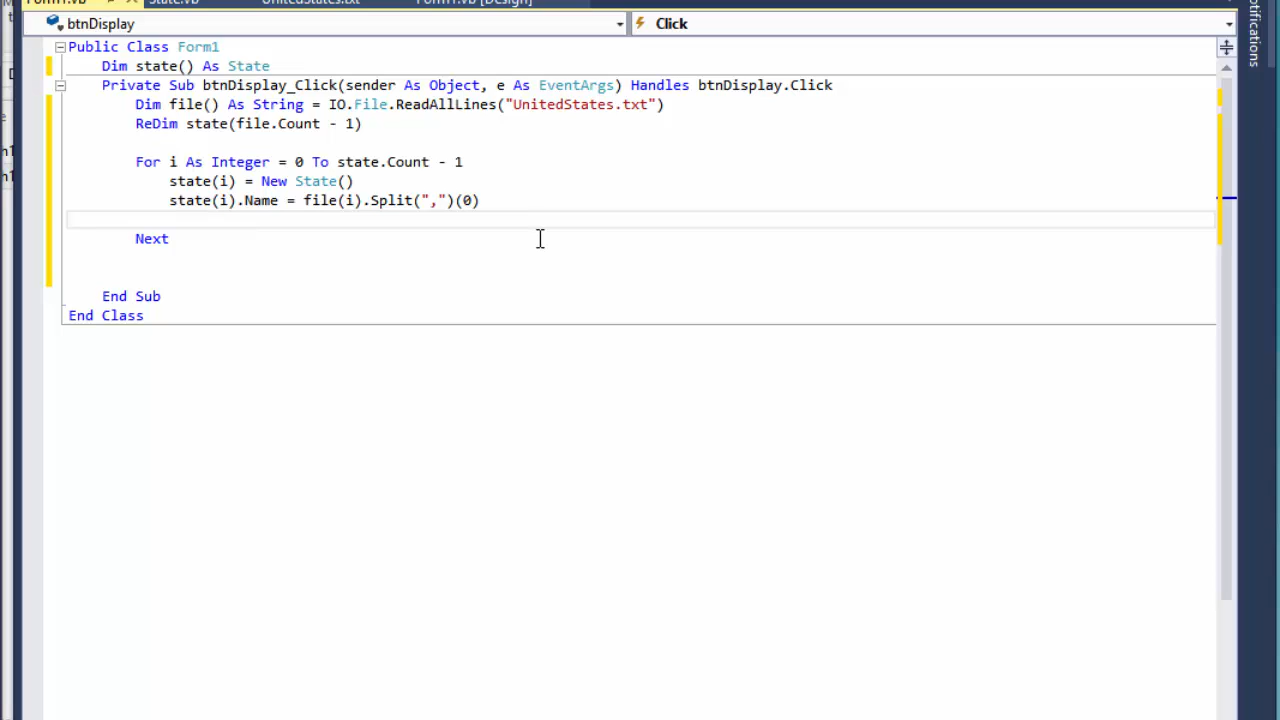 Form1.vb State.vb UnitedStates.txt Form1.vb [Design]
btnDisplay Click
Public Class Form1
Dim state() As State
Private Sub btnDisplay_Click(sender As Object, e As EventArgs) Handles btnDisplay.Click
Dim file() As String = IO.File.ReadAllLines("UnitedStates.txt")
ReDim state(file.Count - 1)
For i As Integer = 0 To state.Count - 1
state(i) = New State()
state(i).Name = file(i).Split(",")(0)
Next
End Sub
End Class